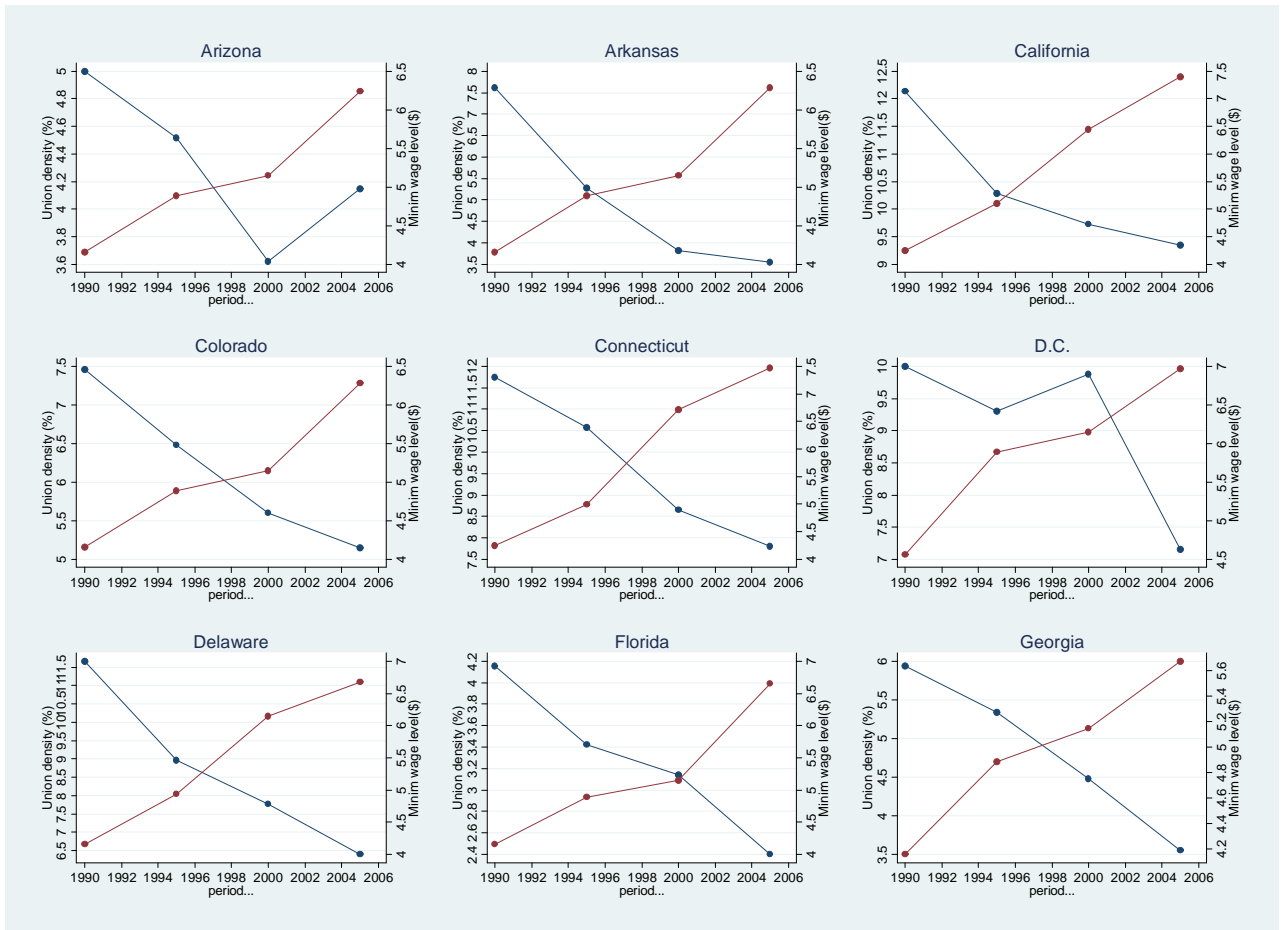 Arizona
Union density (%)
3.6 3.8 4 4.2 4.4 4.6 4.8 5
4 4.5 5 5.5 6 6.5
Minim wage level($)
1990 1992 1994 1996 1998 2000 2002 2004 2006
period...
Arkansas
Union density (%)
3.5 4 4.5 5 5.5 6 6.5 7 7.5 8
4 4.5 5 5.5 6 6.5
Minim wage level($)
1990 1992 1994 1996 1998 2000 2002 2004 2006
period...
California
Union density (%)
9 9.5 10 10.5 11 11.5 12 12.5
4 4.5 5 5.5 6 6.5 7 7.5
Minim wage level ($)
1990 1992 1994 1996 1998 2000 2002 2004 2006
period...
Colorado
Union density (%)
5 5.5 6 6.5 7 7.5
4 4.5 5 5.5 6 6.5
Minim wage level($)
1990 1992 1994 1996 1998 2000 2002 2004 2006
period...
Connecticut
Union density (%)
7.5 8 8.5 9 9.5 10 10.5 11 11.5 12
4 4.5 5 5.5 6 6.5 7 7.5
Minim wage level($)
1990 1992 1994 1996 1998 2000 2002 2004 2006
period...
D.C.
Union density (%)
7 7.5 8 8.5 9 9.5 10
4.5 5 5.5 6 6.5 7
Minim wage level($)
1990 1992 1994 1996 1998 2000 2002 2004 2006
period...
Delaware
Union density (%)
6.5 7 7.5 8 8.5 9 9.5 10 10.5 11 11.5
4 4.5 5 5.5 6 6.5 7
Minim wage level($)
1990 1992 1994 1996 1998 2000 2002 2004 2006
period...
Florida
Union density (%)
2.4 2.6 2.8 3 3.2 3.4 3.6 3.8 4 4.2
4 4.5 5 5.5 6 6.5 7
Minim wage level($)
1990 1992 1994 1996 1998 2000 2002 2004 2006
period...
Georgia
Union density (%)
3.5 4 4.5 5 5.5 6
4.2 4.4 4.6 4.8 5 5.2 5.4 5.6
Minim wage level($)
1990 1992 1994 1996 1998 2000 2002 2004 2006
period...